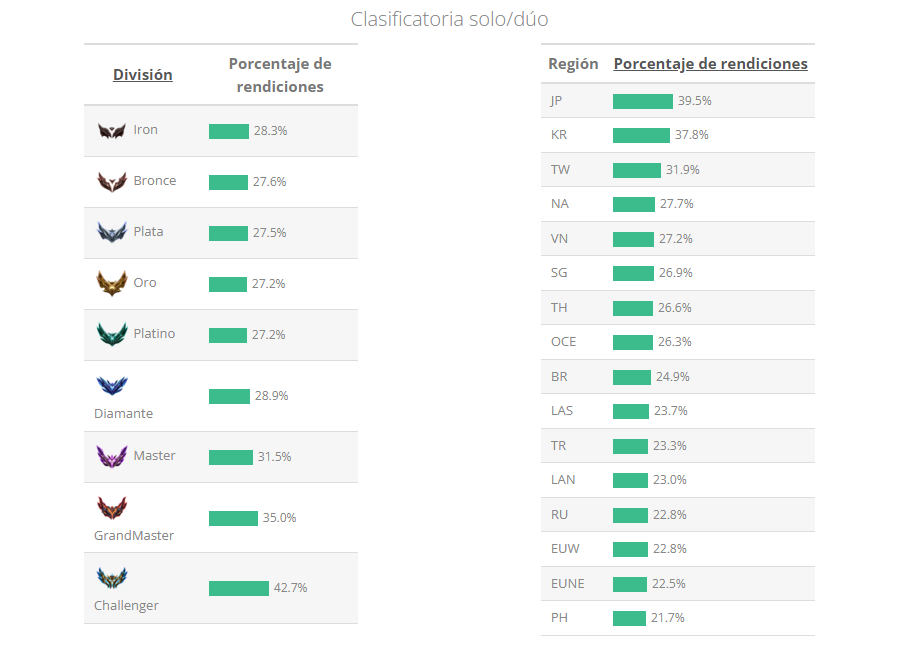 Clasificatoria solo/dúo
División
Porcentaje de
rendiciones
Iron
28.3%
Bronce
27.6%
Plata
27.5%
Oro
27.2%
Platino
27.2%
Diamante
28.9%
Master
31.5%
GrandMaster
35.0%
Challenger
42.7%
Región Porcentaje de rendiciones
JP 39.5%
KR 37.8%
TW 31.9%
NA 27.7%
VN 27.2%
SG 26.9%
TH 26.6%
OCE 26.3%
BR 24.9%
LAS 23.7%
TR 23.3%
LAN 23.0%
RU 22.8%
EUW 22.8%
EUNE 22.5%
PH 21.7%